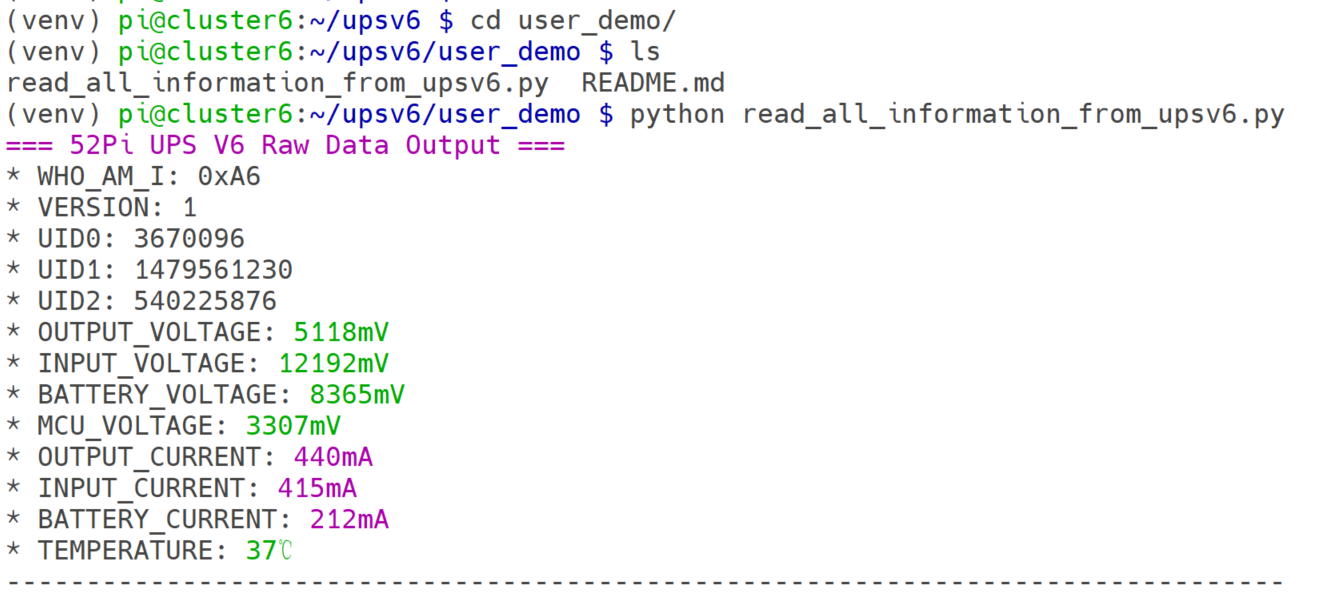 (venv) pi@cluster6:~/upsv6 $ cd user_demo/
(venv) pi@cluster6:~/upsv6/user_demo $ ls
read_all_information_from_upsv6.py  README.md
(venv) pi@cluster6:~/upsv6/user_demo $ python read_all_information_from_upsv6.py
=== 52Pi UPS V6 Raw Data Output ===
* WHO_AM_I: 0xA6
* VERSION: 1
* UID0: 3670096
* UID1: 1479561230
* UID2: 540225876
* OUTPUT_VOLTAGE: 5118mV
* INPUT_VOLTAGE: 12192mV
* BATTERY_VOLTAGE: 8365mV
* MCU_VOLTAGE: 3307mV
* OUTPUT_CURRENT: 440mA
* INPUT_CURRENT: 415mA
* BATTERY_CURRENT: 212mA
* TEMPERATURE: 37℃
--------------------------------------------------------------------------------